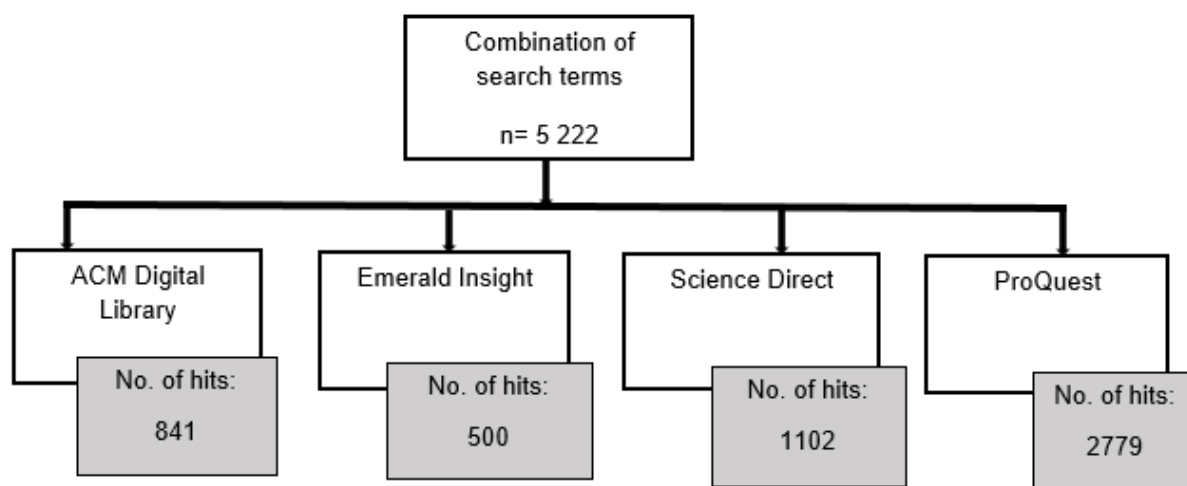 Combination of
search terms
n= 5 222
ACM Digital
Library
No. of hits:
841
Emerald Insight
No. of hits:
500
Science Direct
No. of hits:
1102
ProQuest
No. of hits:
2779